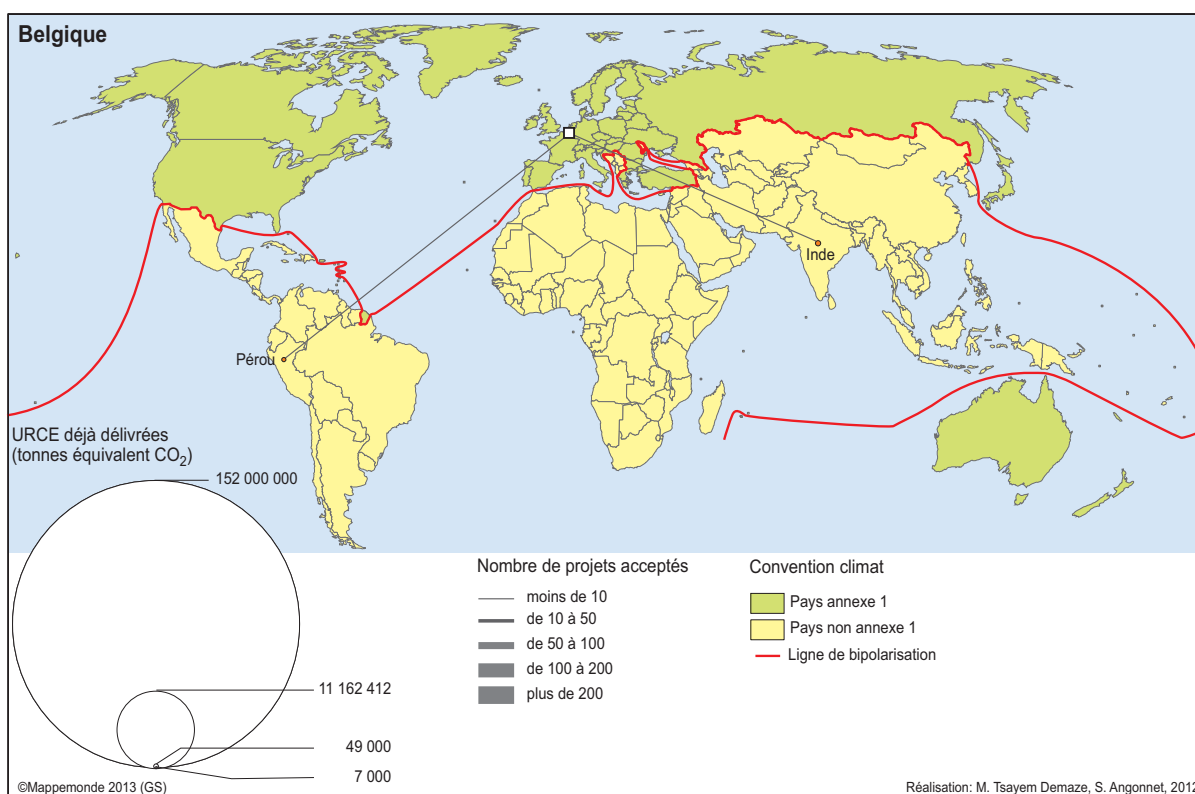 Belgique
Inde
Pérou
URCE déjà délivrées
(tonnes équivalent CO₂)
152 000 000
11 162 412
49 000
7 000
Nombre de projets acceptés
moins de 10
de 10 à 50
de 50 à 100
de 100 à 200
plus de 200
Convention climat
Pays annexe 1
Pays non annexe 1
Ligne de bipolarisation
©Mappemonde 2013 (GS)
Réalisation: M. Tsayem Demaze, S. Angonnet, 2012